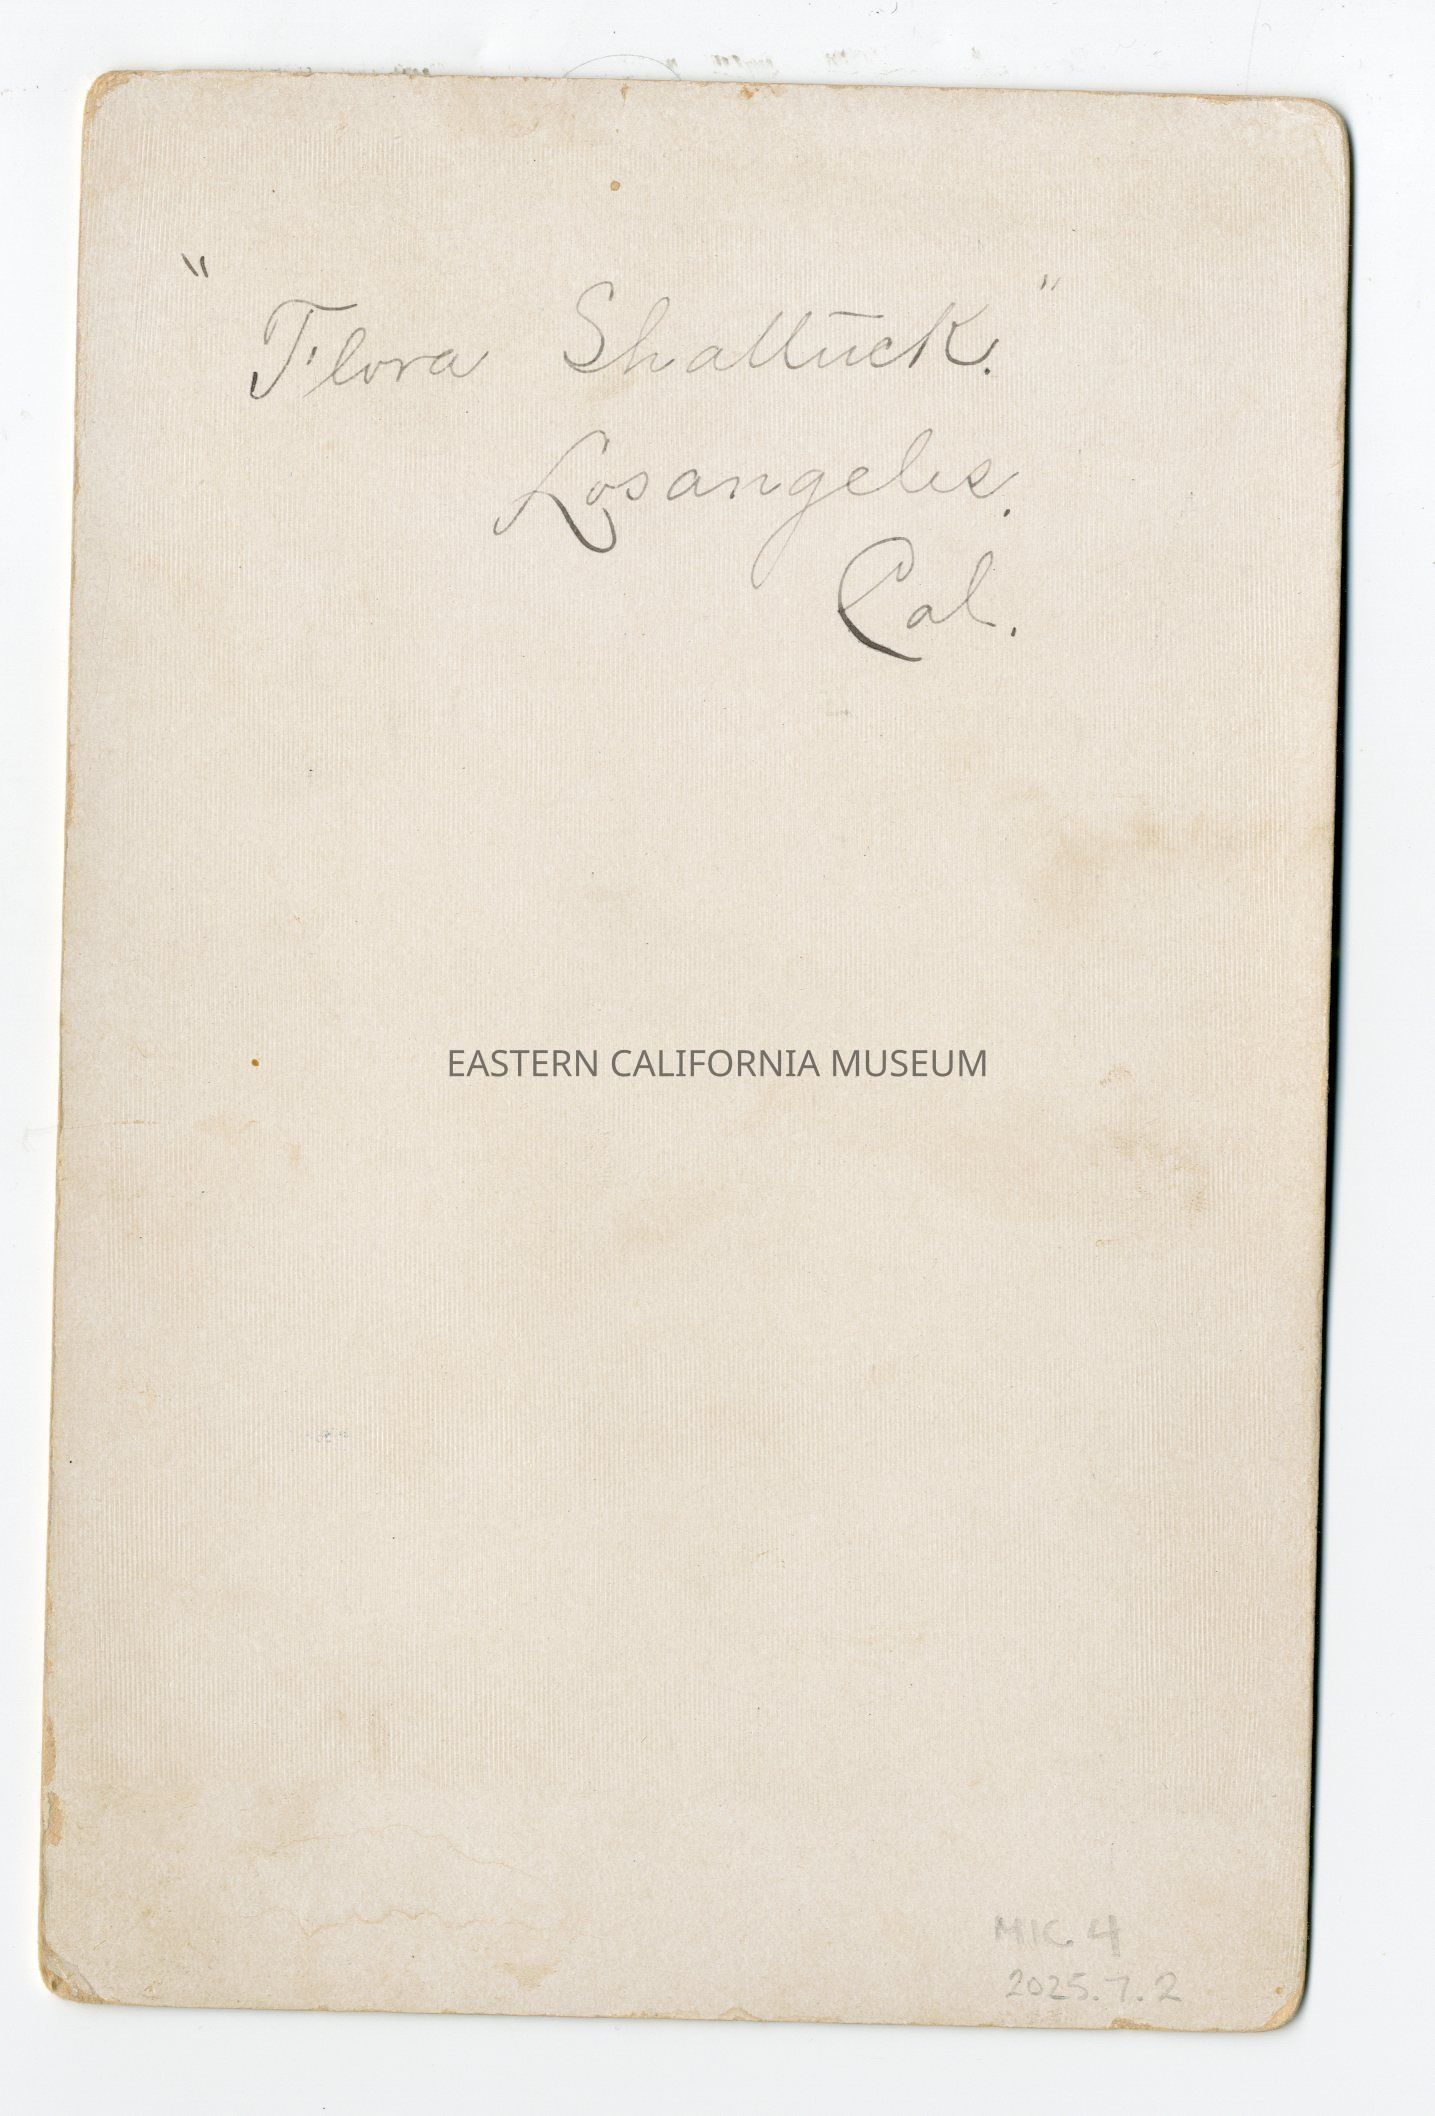 "Flora Shattuck."
Losangeles.
Cal.
EASTERN CALIFORNIA MUSEUM
MIC 4
2025.7.2